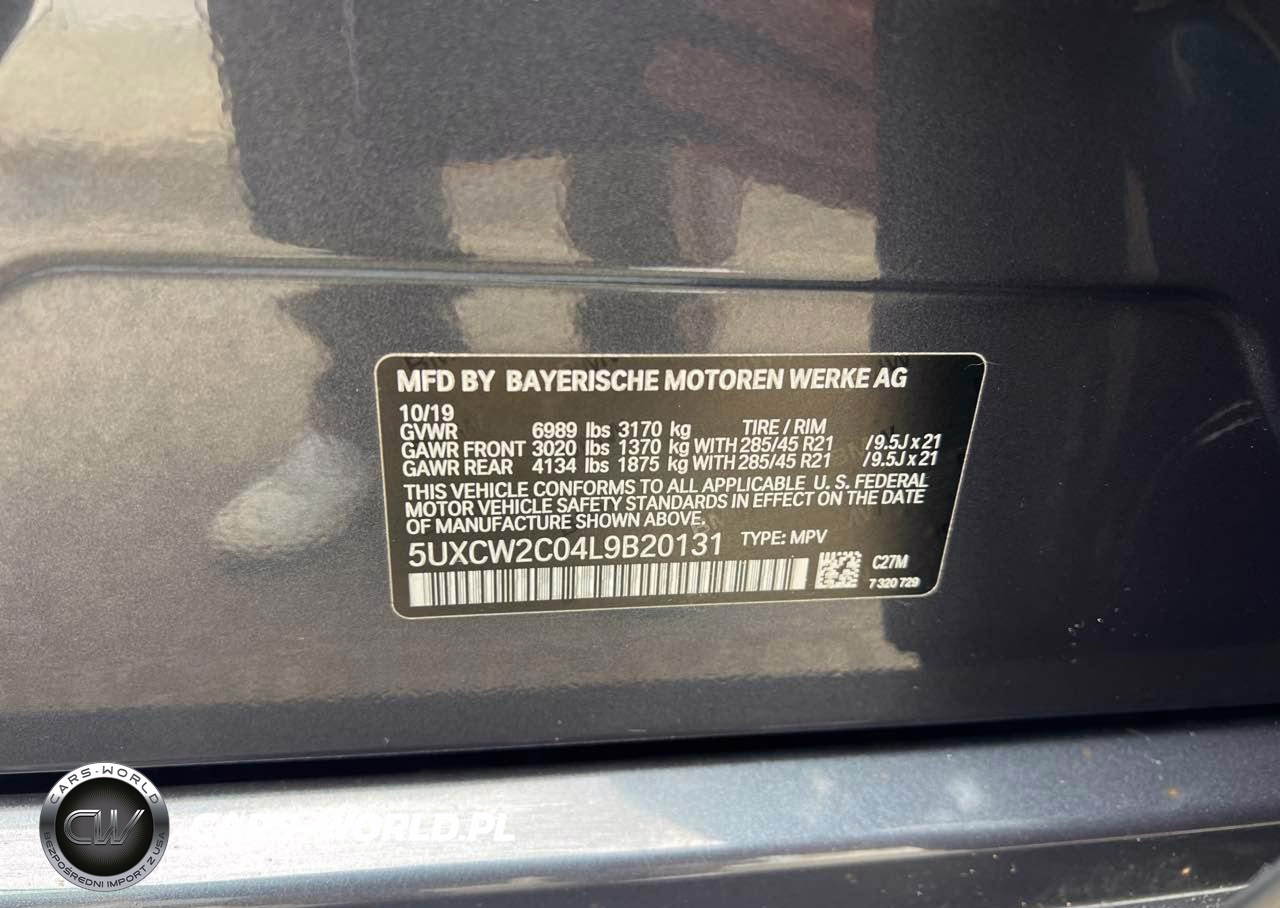 MFD BY BAYERISCHE MOTOREN WERKE AG
10/19
GVWR 6989 lbs 3170 kg TIRE / RIM
GAWR FRONT 3020 lbs 1370 kg WITH 285/45 R21 /9.5J x 21
GAWR REAR 4134 lbs 1875 kg WITH 285/45 R21 /9.5J x 21
THIS VEHICLE CONFORMS TO ALL APPLICABLE U. S. FEDERAL
MOTOR VEHICLE SAFETY STANDARDS IN EFFECT ON THE DATE
OF MANUFACTURE SHOWN ABOVE.
5UXCW2C04L9B20131 TYPE: MPV
C27M
7 320 729
CARS-WORLD
CW
BEZPOŚREDNI IMPORT Z USA
CARS-WORLD.PL